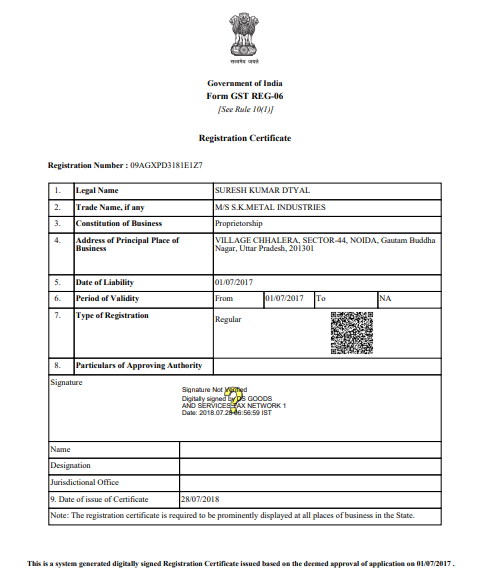 सत्यमेव जयते
Government of India
Form GST REG-06
[See Rule 10(1)]
Registration Certificate
Registration Number : 09AGXPD3181E1Z7
1. Legal Name SURESH KUMAR DTYAL
2. Trade Name, if any M/S S.K.METAL INDUSTRIES
3. Constitution of Business Proprietorship
4. Address of Principal Place of Business VILLAGE CHHALERA, SECTOR-44, NOIDA, Gautam Buddha Nagar, Uttar Pradesh, 201301
5. Date of Liability 01/07/2017
6. Period of Validity From 01/07/2017 To NA
7. Type of Registration Regular
8. Particulars of Approving Authority
Signature
Signature Not Verified
Digitally signed by DS GOODS
AND SERVICES TAX NETWORK 1
Date: 2018.07.28 06:56:59 IST
Name
Designation
Jurisdictional Office
9. Date of issue of Certificate 28/07/2018
Note: The registration certificate is required to be prominently displayed at all places of business in the State.
This is a system generated digitally signed Registration Certificate issued based on the deemed approval of application on 01/07/2017 .